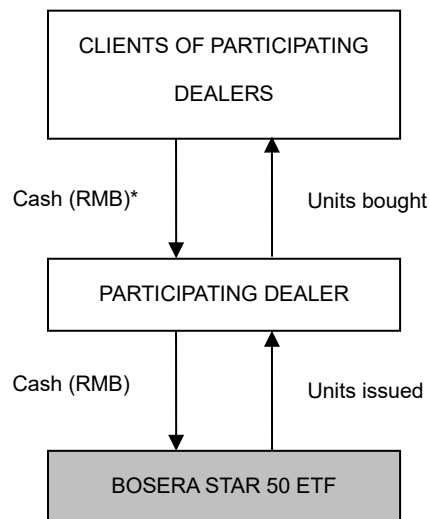 CLIENTS OF PARTICIPATING
DEALERS
Cash (RMB)*
Units bought
PARTICIPATING DEALER
Cash (RMB)
Units issued
BOSERA STAR 50 ETF